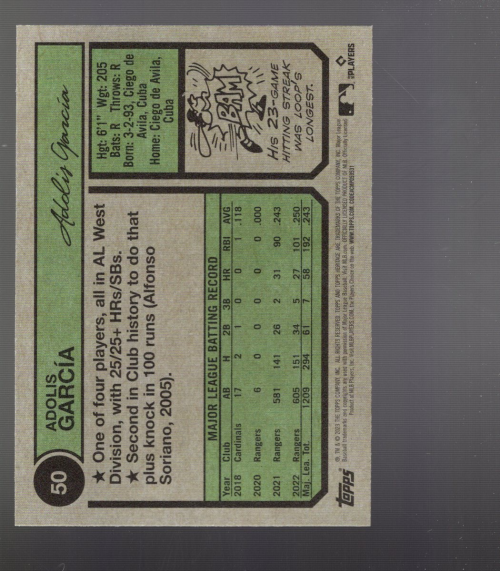 50
ADOLIS
GARCÍA
Adolis García
★ One of four players, all in AL West
Division, with 25/25+ HRs/SBs.
★ Second in Club history to do that
plus knock in 100 runs (Alfonso
Soriano, 2005).
Hgt: 6'1" Wgt: 205
Bats: R Throws: R
Born: 3-2-93, Ciego de
Avila, Cuba
Home: Ciego de Avila,
Cuba
MAJOR LEAGUE BATTING RECORD
Year Club AB H 2B 3B HR RBI AVG
2018 Cardinals 17 2 1 0 0 1 .118
2020 Rangers 6 0 0 0 0 0 .000
2021 Rangers 581 141 26 2 31 90 .243
2022 Rangers 605 151 34 5 27 101 .250
Maj. Lea. Tot. 1209 294 61 7 58 192 .243
BAM!
HIS 23-GAME
HITTING STREAK
WAS LOOP'S
LONGEST.
Topps
MLB PLAYERS